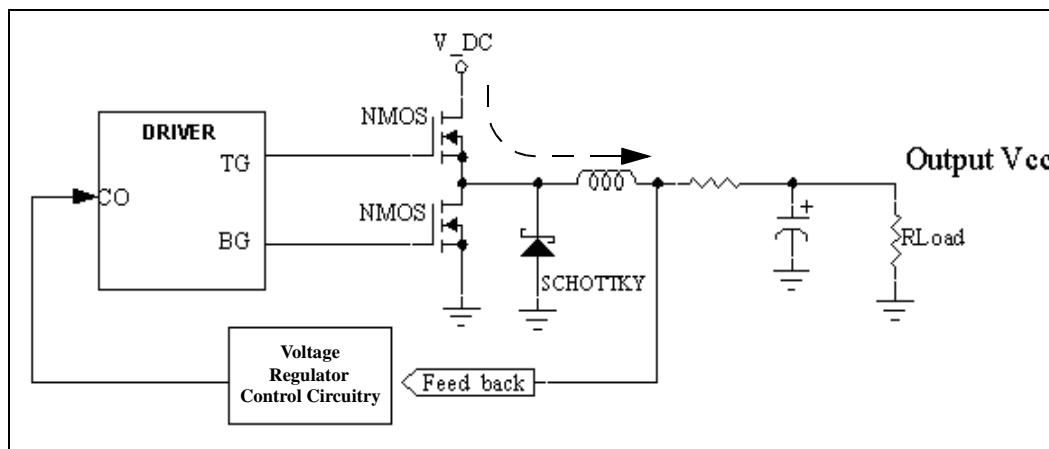 V_DC
NMOS
DRIVER
TG
Output Vcc
CO
NMOS
BG
+
RLoad
SCHOTTKY
Voltage
Regulator
Control Circuitry
Feed back